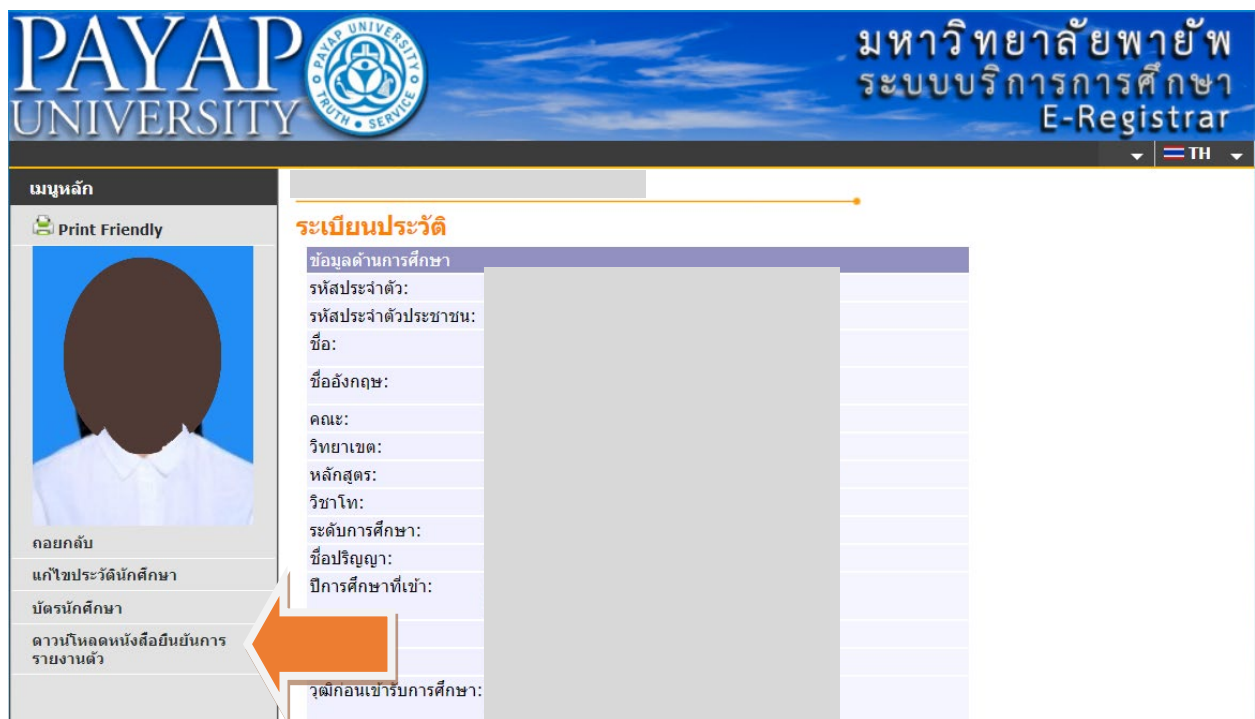 PAYAP
UNIVERSITY
PAYAP UNIVERSITY
TRUTH • SERVICE
มหาวิทยาลัยพายัพ
ระบบบริการการศึกษา
E-Registrar
TH
เมนูหลัก
Print Friendly
ถอยกลับ
แก้ไขประวัตินักศึกษา
บัตรนักศึกษา
ดาวน์โหลดหนังสือยืนยันการ
รายงานตัว
ระเบียนประวัติ
ข้อมูลด้านการศึกษา
รหัสประจำตัว:
รหัสประจำตัวประชาชน:
ชื่อ:
ชื่ออังกฤษ:
คณะ:
วิทยาเขต:
หลักสูตร:
วิชาโท:
ระดับการศึกษา:
ชื่อปริญญา:
ปีการศึกษาที่เข้า:
วุฒิก่อนเข้ารับการศึกษา: